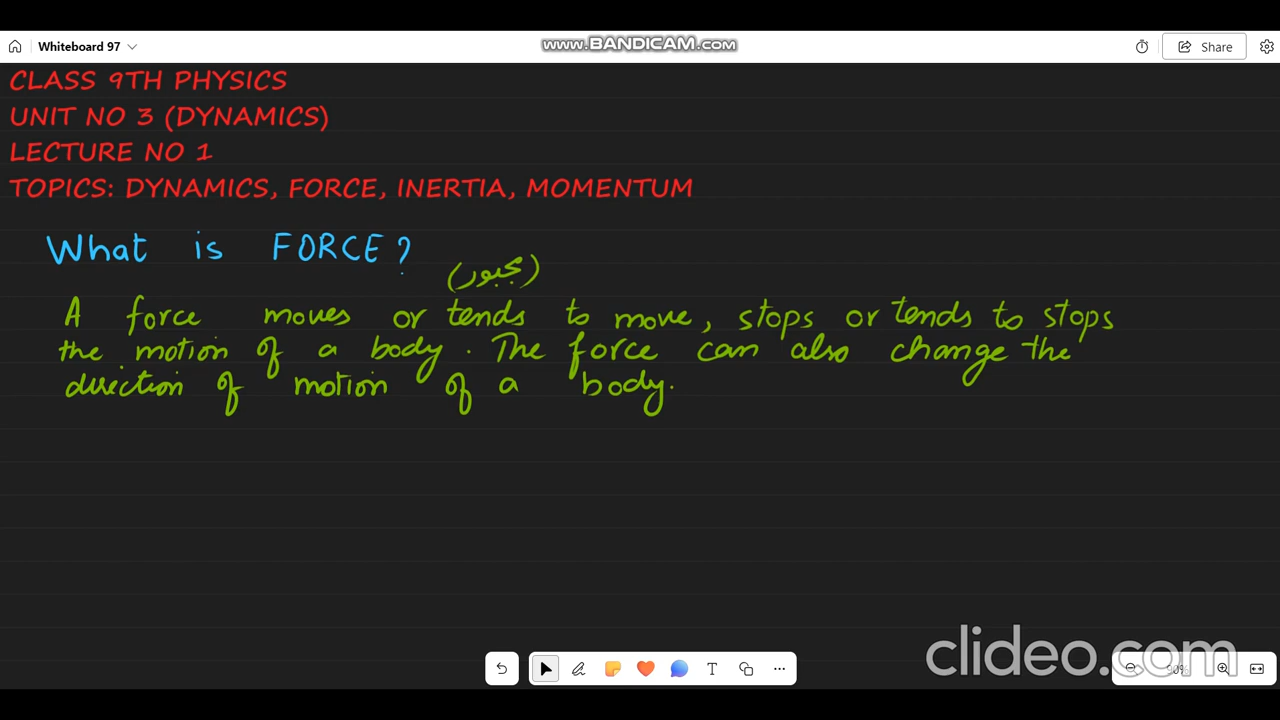 Whiteboard 97
www.BANDICAM.com
Share
CLASS 9TH PHYSICS
UNIT NO 3 (DYNAMICS)
LECTURE NO 1
TOPICS: DYNAMICS, FORCE, INERTIA, MOMENTUM
What is FORCE?
(مجبور)
A force moves or tends to move, stops or tends to stops
the motion of a body. The force can also change the
direction of motion of a body.
clideo.com
T
90%